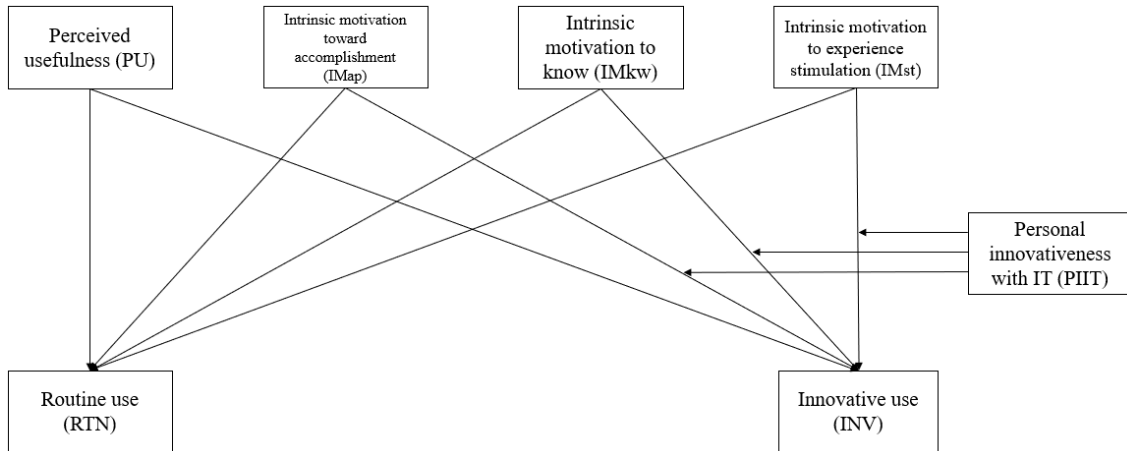 Perceived
usefulness (PU)
Intrinsic motivation
toward
accomplishment
(IMap)
Intrinsic
motivation to
know (IMkw)
Intrinsic motivation
to experience
stimulation (IMst)
Personal
innovativeness
with IT (PIIT)
Routine use
(RTN)
Innovative use
(INV)